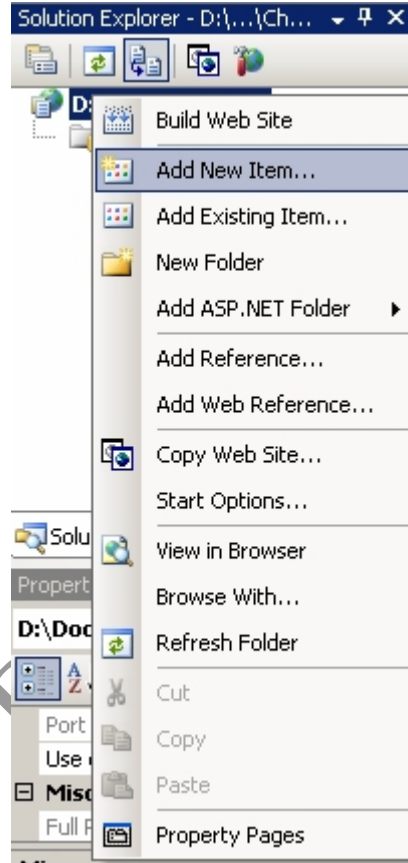 Solution Explorer - D:\...\Ch...
D:
Build Web Site
Add New Item...
Add Existing Item...
New Folder
Add ASP.NET Folder
Add Reference...
Add Web Reference...
Copy Web Site...
Start Options...
Solu
View in Browser
Propert
Browse With...
D:\Doc
Refresh Folder
A
Z
Cut
Port
Copy
Use
Paste
Misc
Full
Property Pages